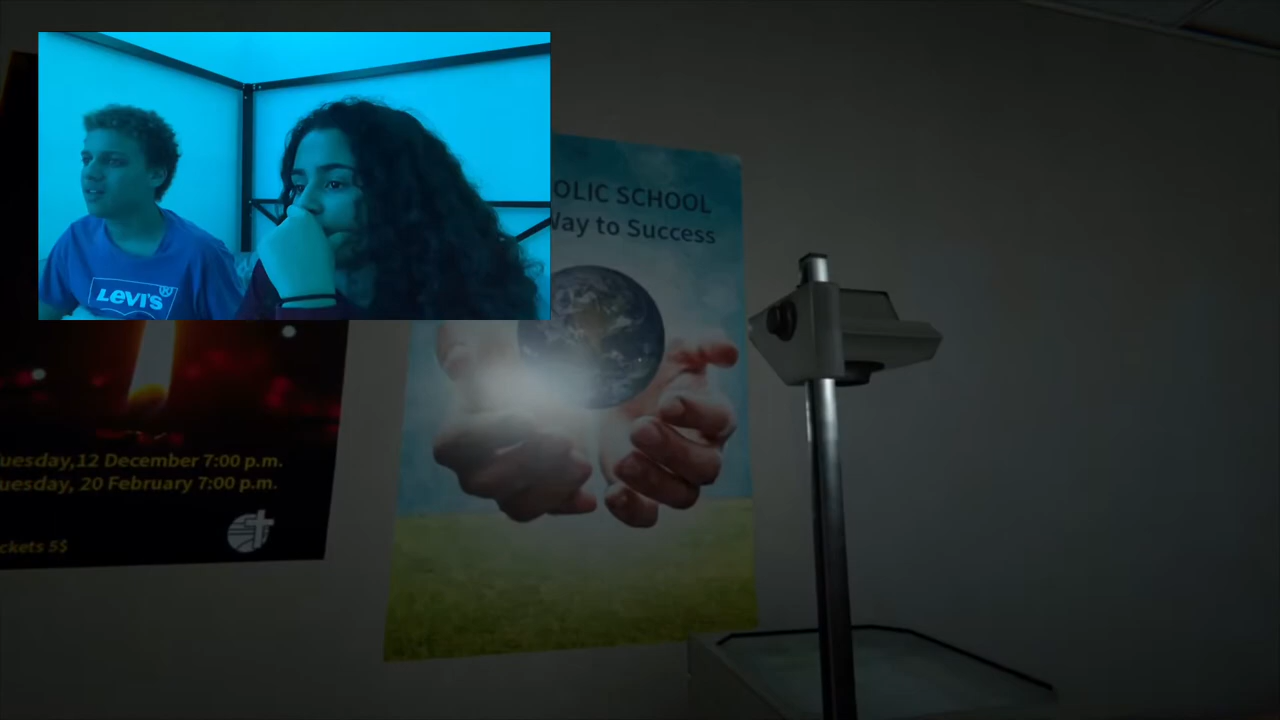 LEVI'S®
OLIC SCHOOL
Way to Success
uesday,12 December 7:00 p.m.
uesday, 20 February 7:00 p.m.
ckets 5$